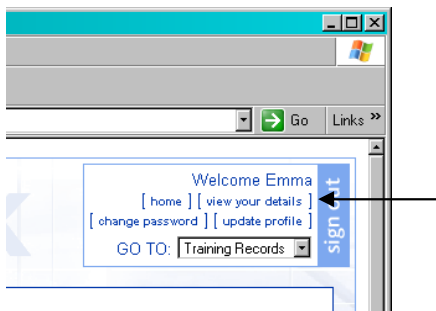 Go Links »
Welcome Emma
[ home ] [ view your details ]
[ change password ] [ update profile ]
GO TO: Training Records
sign out